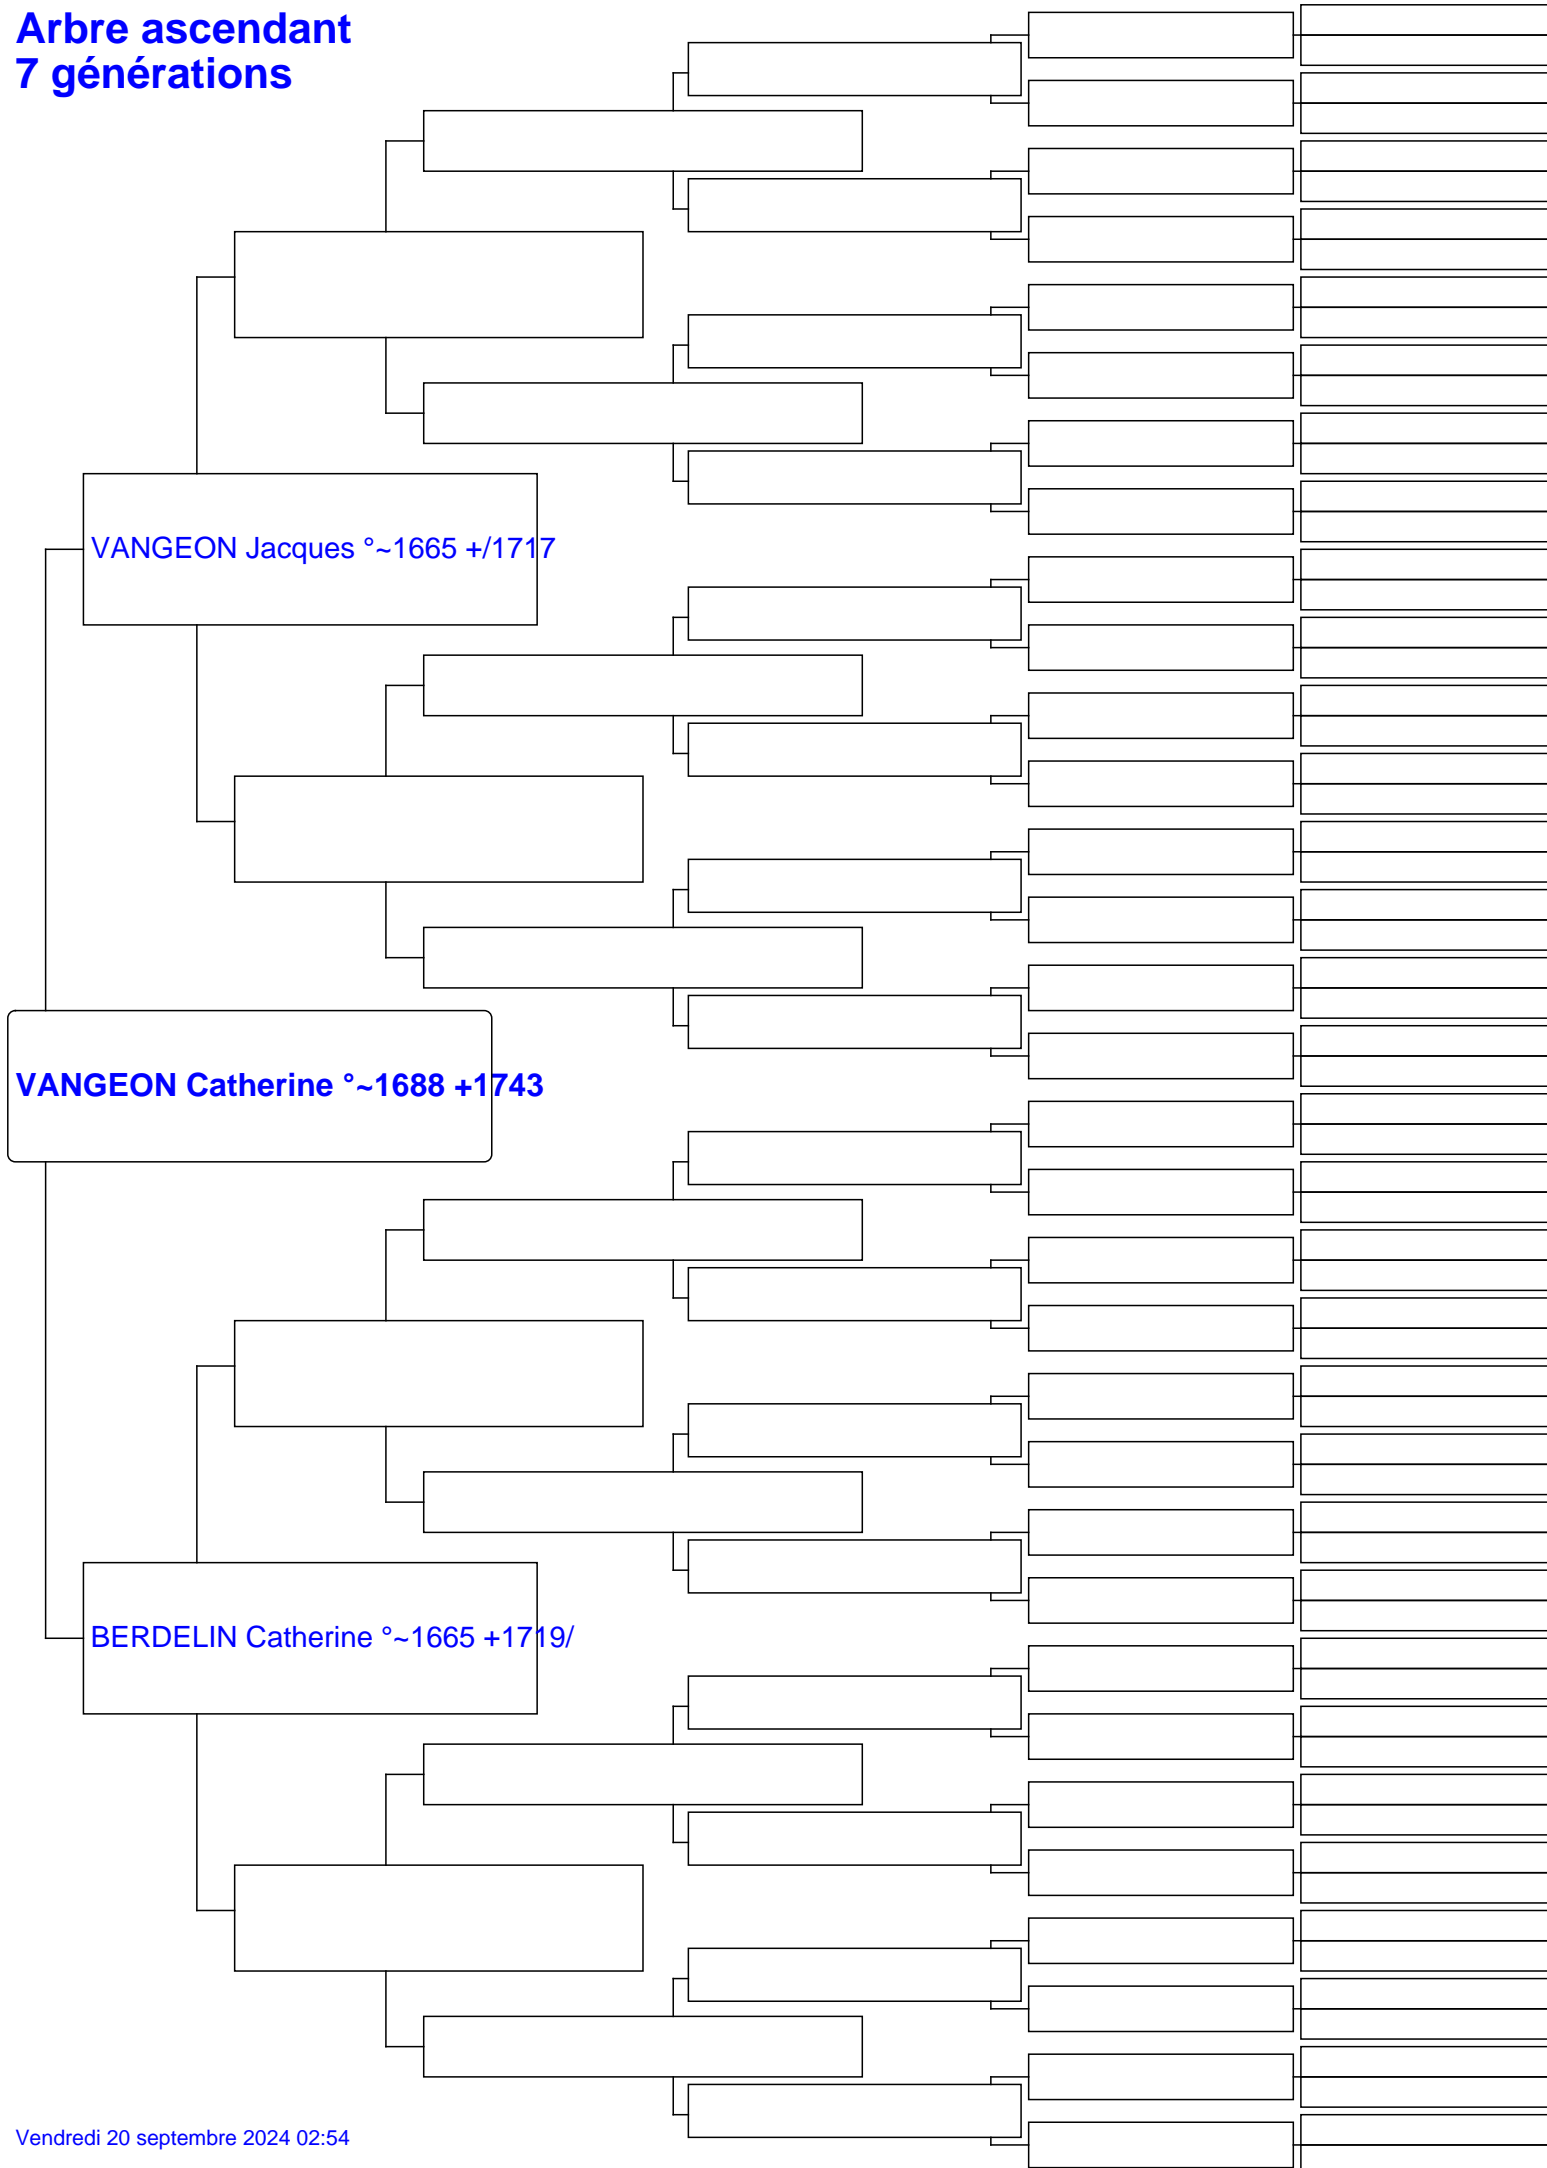 Arbre ascendant
7 générations
VANGEON Jacques °~1665 +/1717
VANGEON Catherine °~1688 +1743
BERDELIN Catherine °~1665 +1719/
Vendredi 20 septembre 2024 02:54